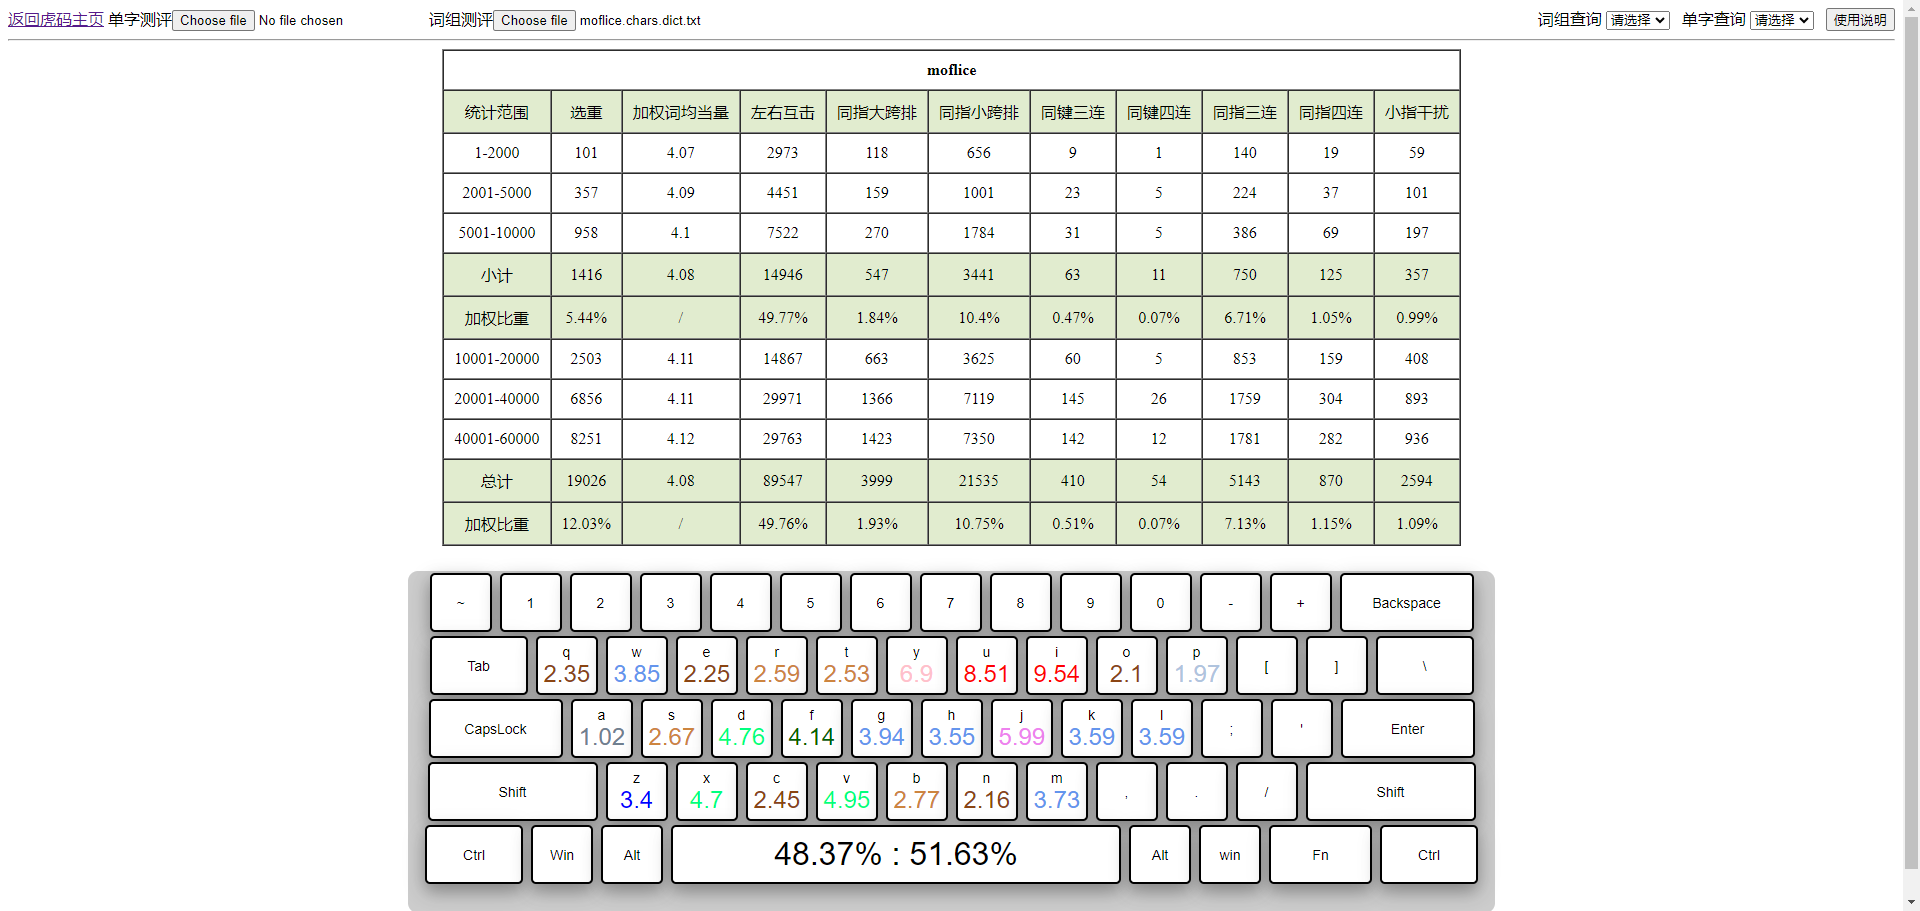 返回虎码主页 单字测评 Choose file No file chosen 词组测评 Choose file moflice.chars.dict.txt 词组查询 请选择 单字查询 请选择 使用说明
moflice
统计范围 选重 加权词均当量 左右互击 同指大跨排 同指小跨排 同键三连 同键四连 同指三连 同指四连 小指干扰
1-2000 101 4.07 2973 118 656 9 1 140 19 59
2001-5000 357 4.09 4451 159 1001 23 5 224 37 101
5001-10000 958 4.1 7522 270 1784 31 5 386 69 197
小计 1416 4.08 14946 547 3441 63 11 750 125 357
加权比重 5.44% / 49.77% 1.84% 10.4% 0.47% 0.07% 6.71% 1.05% 0.99%
10001-20000 2503 4.11 14867 663 3625 60 5 853 159 408
20001-40000 6856 4.11 29971 1366 7119 145 26 1759 304 893
40001-60000 8251 4.12 29763 1423 7350 142 12 1781 282 936
总计 19026 4.08 89547 3999 21535 410 54 5143 870 2594
加权比重 12.03% / 49.76% 1.93% 10.75% 0.51% 0.07% 7.13% 1.15% 1.09%
~ 1 2 3 4 5 6 7 8 9 0 - + Backspace
Tab q w e r t y u i o p [ ] \
2.35 3.85 2.25 2.59 2.53 6.9 8.51 9.54 2.1 1.97
CapsLock a s d f g h j k l ; ' Enter
1.02 2.67 4.76 4.14 3.94 3.55 5.99 3.59 3.59
Shift z x c v b n m , . / Shift
3.4 4.7 2.45 4.95 2.77 2.16 3.73
Ctrl Win Alt 48.37% : 51.63% Alt win Fn Ctrl